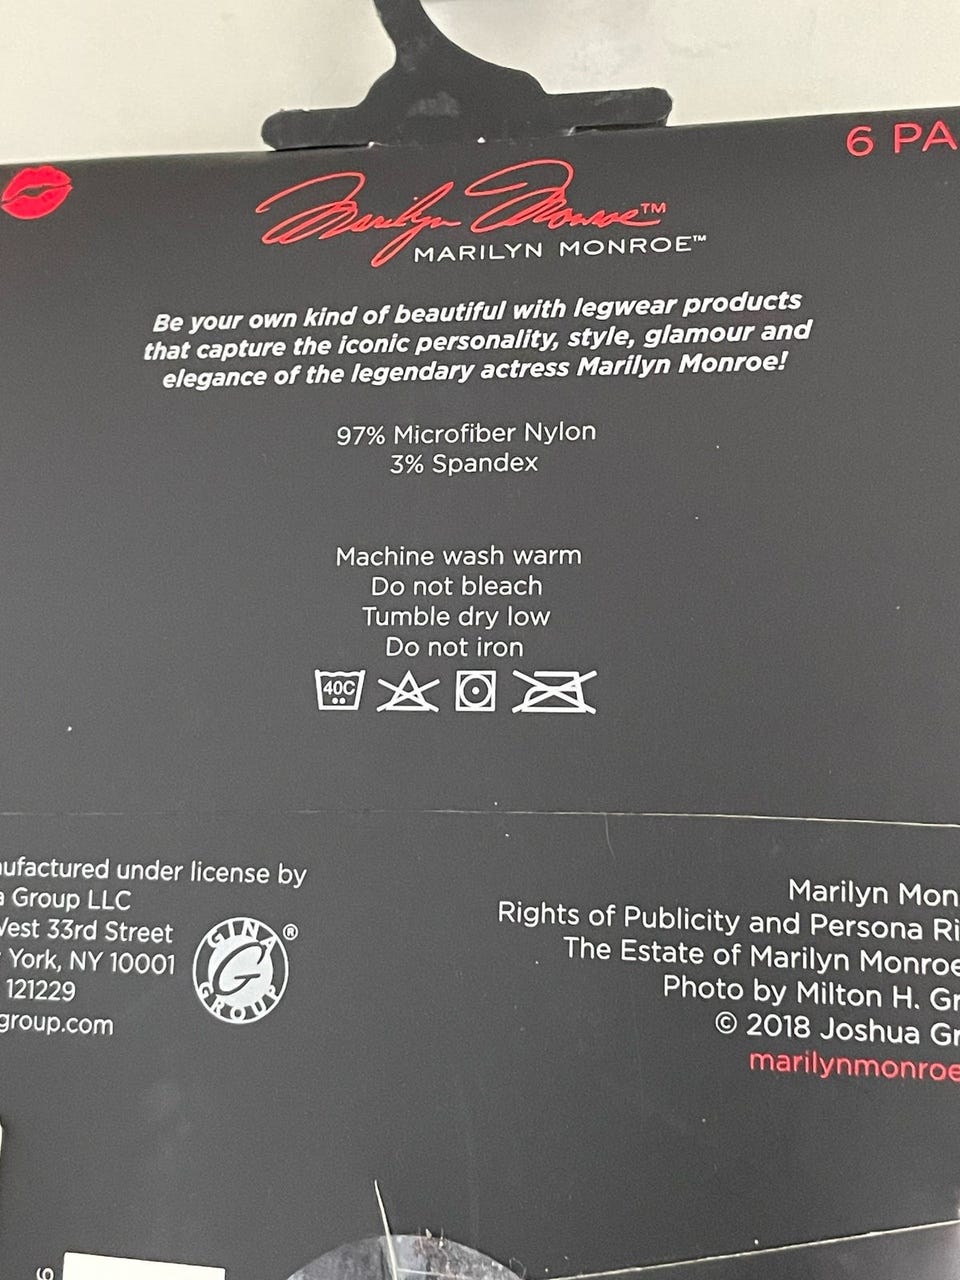 6 PA
Marilyn Monroe™
MARILYN MONROE™
Be your own kind of beautiful with legwear products
that capture the iconic personality, style, glamour and
elegance of the legendary actress Marilyn Monroe!
97% Microfiber Nylon
3% Spandex
Machine wash warm
Do not bleach
Tumble dry low
Do not iron
40C
ufactured under license by
a Group LLC
West 33rd Street
York, NY 10001
121229
group.com
GINA
G
GROUP
®
Marilyn Mon
Rights of Publicity and Persona Ri
The Estate of Marilyn Monroe
Photo by Milton H. Gr
© 2018 Joshua Gr
marilynmonroe